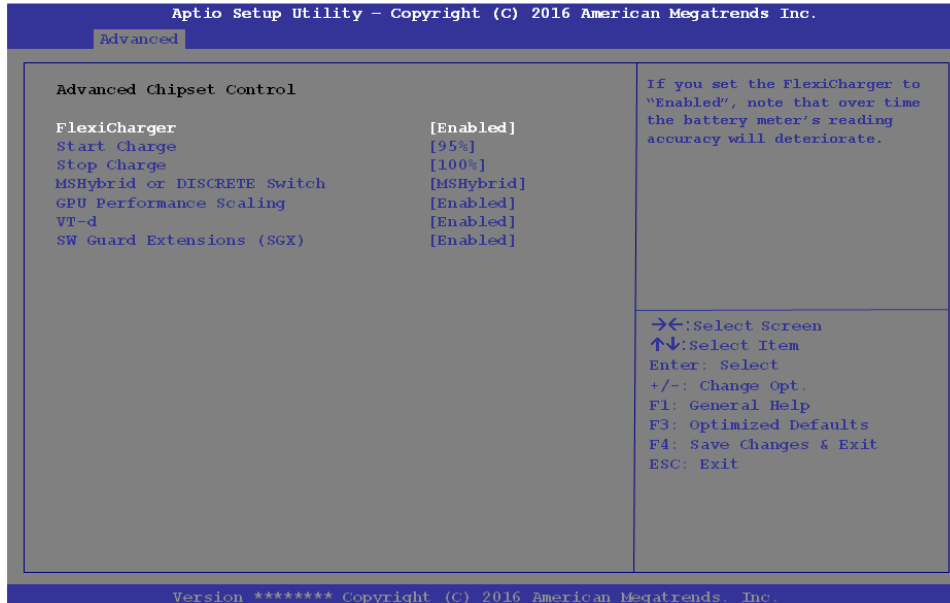 Aptio Setup Utility – Copyright (C) 2016 American Megatrends Inc.
Advanced
Advanced Chipset Control
FlexiCharger [Enabled]
Start Charge [95%]
Stop Charge [100%]
MSHybrid or DISCRETE Switch [MSHybrid]
GPU Performance Scaling [Enabled]
VT-d [Enabled]
SW Guard Extensions (SGX) [Enabled]
If you set the FlexiCharger to
“Enabled”, note that over time
the battery meter’s reading
accuracy will deteriorate.
→←:Select Screen
↑↓:Select Item
Enter: Select
+/-: Change Opt.
F1: General Help
F3: Optimized Defaults
F4: Save Changes & Exit
ESC: Exit
Version ******** Copyright (C) 2016 American Megatrends. Inc.